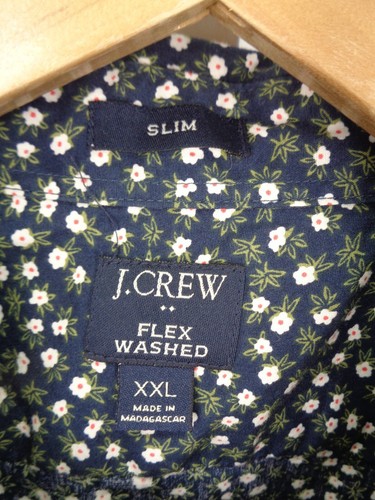 SLIM
J.CREW
FLEX
WASHED
XXL
MADE IN
MADAGASCAR